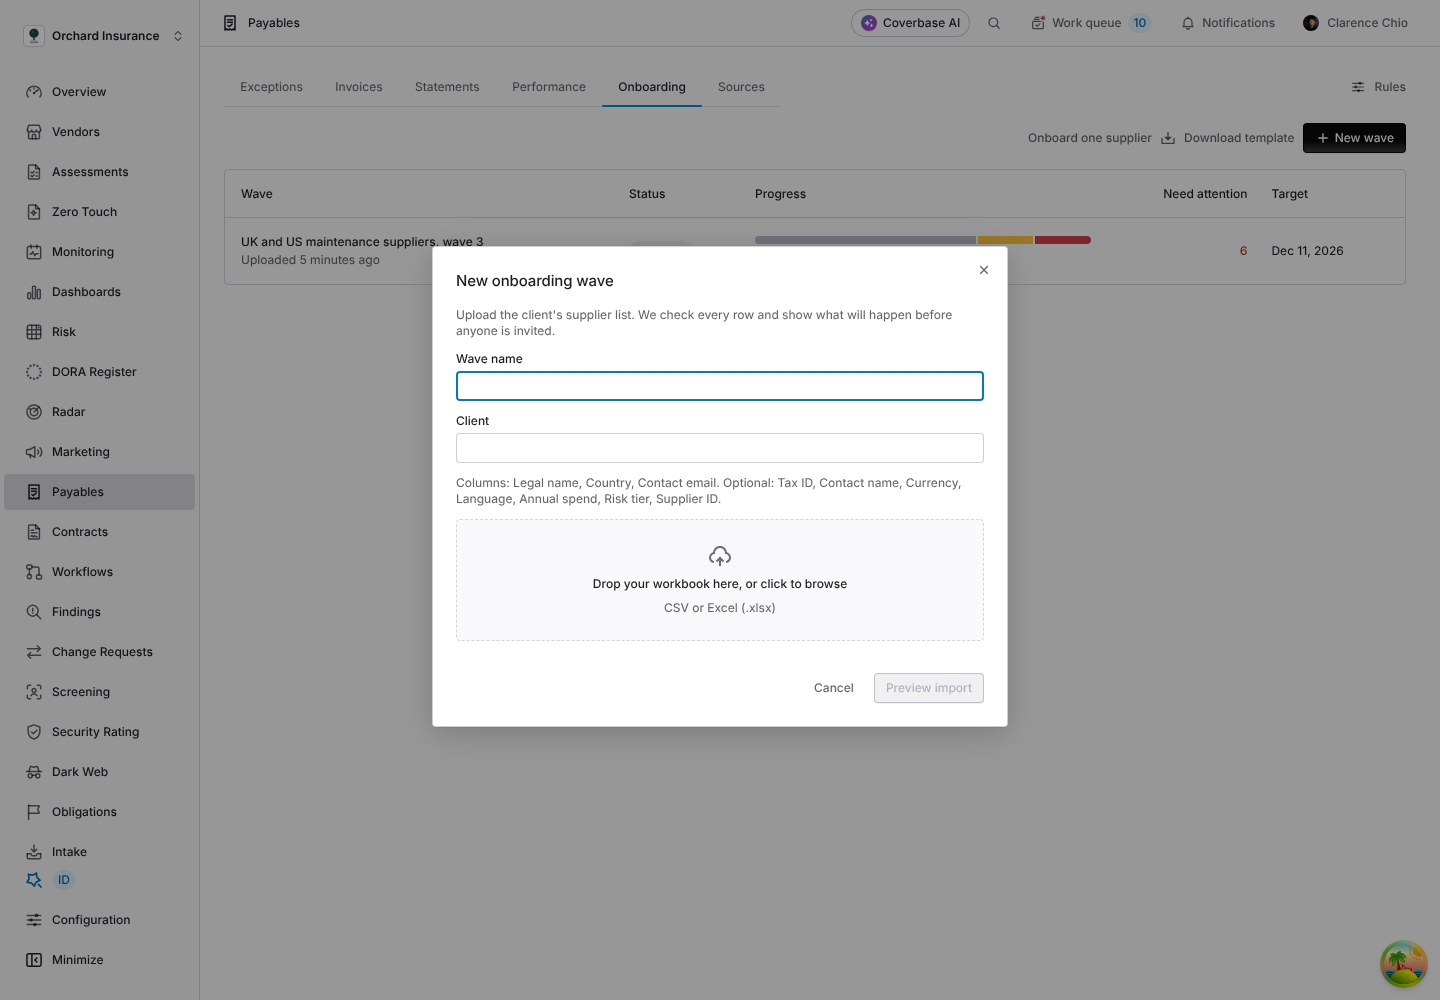 Orchard Insurance
Payables
Coverbase AI
Work queue 10
Notifications
Clarence Chio
Overview
Vendors
Assessments
Zero Touch
Monitoring
Dashboards
Risk
DORA Register
Radar
Marketing
Payables
Contracts
Workflows
Findings
Change Requests
Screening
Security Rating
Dark Web
Obligations
Intake
ID
Configuration
Minimize
Exceptions
Invoices
Statements
Performance
Onboarding
Sources
Rules
Onboard one supplier
Download template
New wave
Wave
Status
Progress
Need attention
Target
UK and US maintenance suppliers, wave 3
Uploaded 5 minutes ago
6
Dec 11, 2026
New onboarding wave
Upload the client's supplier list. We check every row and show what will happen before
anyone is invited.
Wave name
Client
Columns: Legal name, Country, Contact email. Optional: Tax ID, Contact name, Currency,
Language, Annual spend, Risk tier, Supplier ID.
Drop your workbook here, or click to browse
CSV or Excel (.xlsx)
Cancel
Preview import